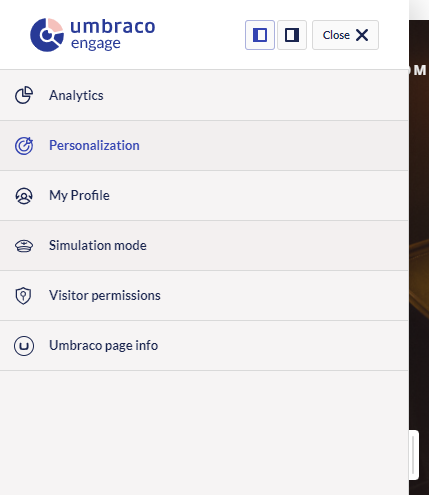 umbraco
engage
Close
Analytics
Personalization
My Profile
Simulation mode
Visitor permissions
Umbraco page info